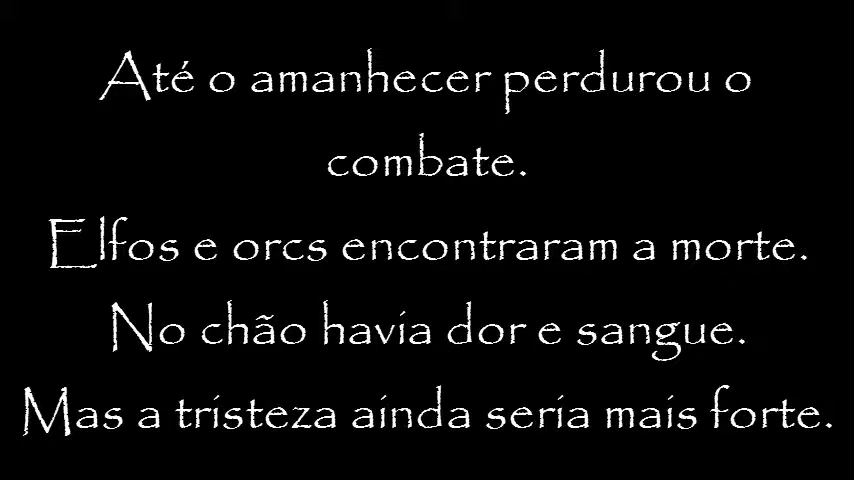 Até o amanhecer perdurou o
combate.
Elfos e orcs encontraram a morte.
No chão havia dor e sangue.
Mas a tristeza ainda seria mais forte.